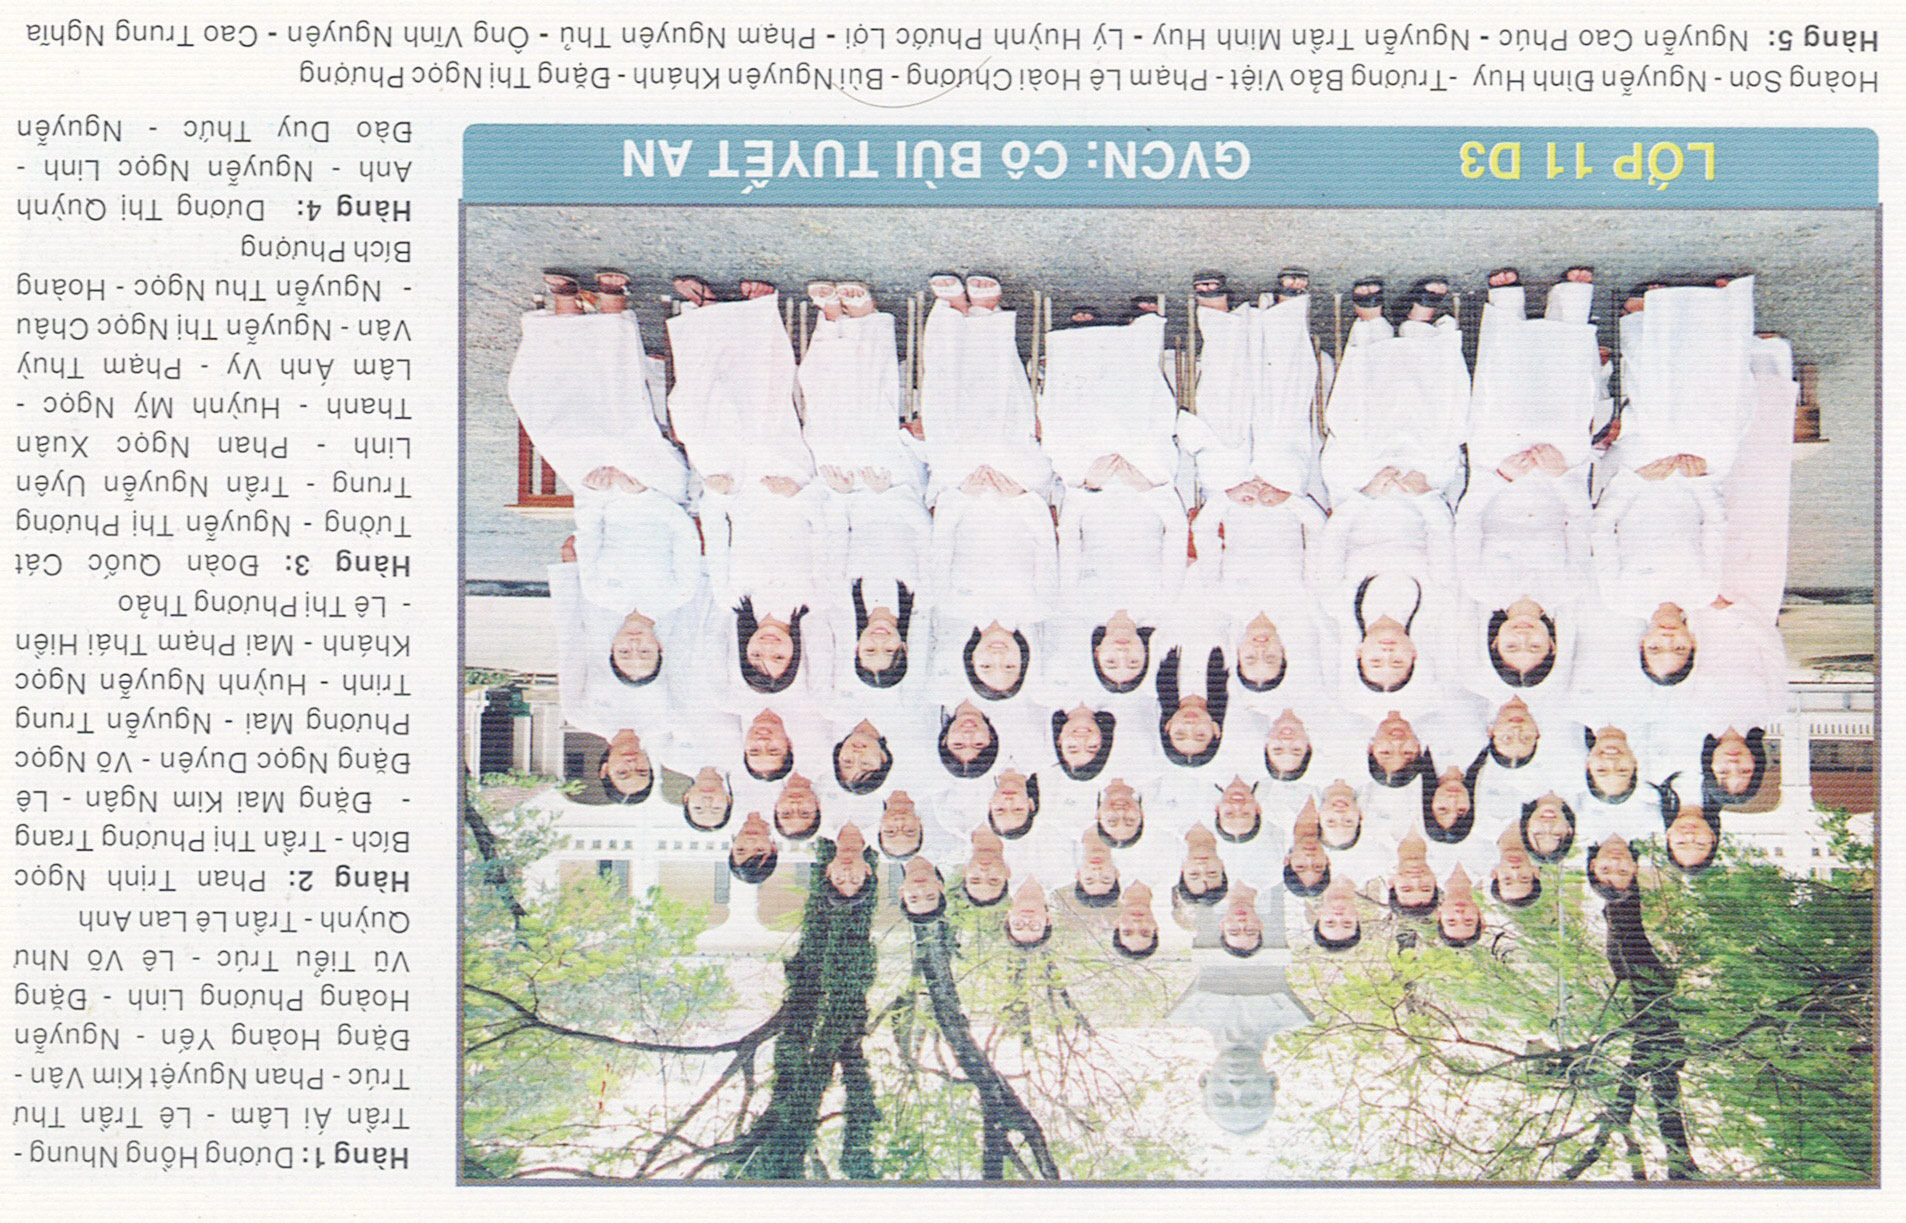 Hàng 1: Dương Hồng Nhung -
Trần Ái Lâm - Lê Trần Thư
Trúc - Phan Nguyệt Kim Vân -
Đặng Hoàng Yến - Nguyễn
Hoàng Phương Linh - Đặng
Vũ Tiểu Trúc - Lê Võ Như
Quỳnh - Trần Lê Lan Anh
Hàng 2: Phan Trịnh Ngọc
Bích - Trần Thị Phương Trang
- Đặng Mai Kim Ngân - Lê
Đặng Ngọc Duyên - Võ Ngọc
Phương Mai - Nguyễn Trung
Trinh - Huỳnh Nguyễn Ngọc
Khánh - Mai Phạm Thái Hiền
- Lê Thị Phương Thảo
Hàng 3: Đoàn Quốc Cát
Tường - Nguyễn Thị Phương
Trung - Trần Nguyễn Uyên
Linh - Phan Ngọc Xuân
Thanh - Huỳnh Mỹ Ngọc -
Lâm Ánh Vy - Phạm Thuỳ
Vân - Nguyễn Thị Ngọc Châu
- Nguyễn Thu Ngọc - Hoàng
Bích Phượng
Hàng 4: Dương Thị Quỳnh
Anh - Nguyễn Ngọc Linh -
Đào Duy Thức - Nguyễn
Hoàng Sơn - Nguyễn Đình Huy -Trương Bảo Việt - Phạm Lê Hoài Chương - Bùi Nguyên Khánh - Đặng Thị Ngọc Phượng
Hàng 5: Nguyễn Cao Phúc - Nguyễn Trần Minh Huy - Lý Huỳnh Phước Lợi - Phạm Nguyên Thủ - Ông Vĩnh Nguyên - Cao Trung Nghĩa
LỚP 11 D3
GVCN: Cô BÙI TUYẾT AN